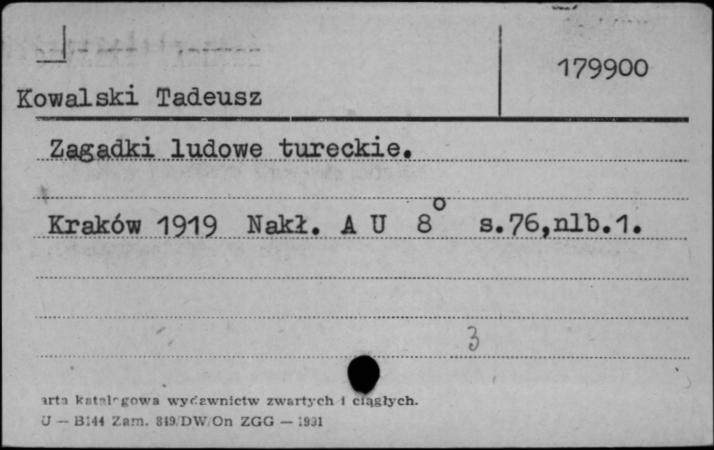 179900
Kowalski Tadeusz
Zagadki ludowe tureckie.
Kraków 1919 Nakł. A U 8° s.76,nlb.1.
3
arta katalogowa wydawnictw zwartych i ciągłych.
U — B144 Zam. 849/DW/On ZGG — 1931